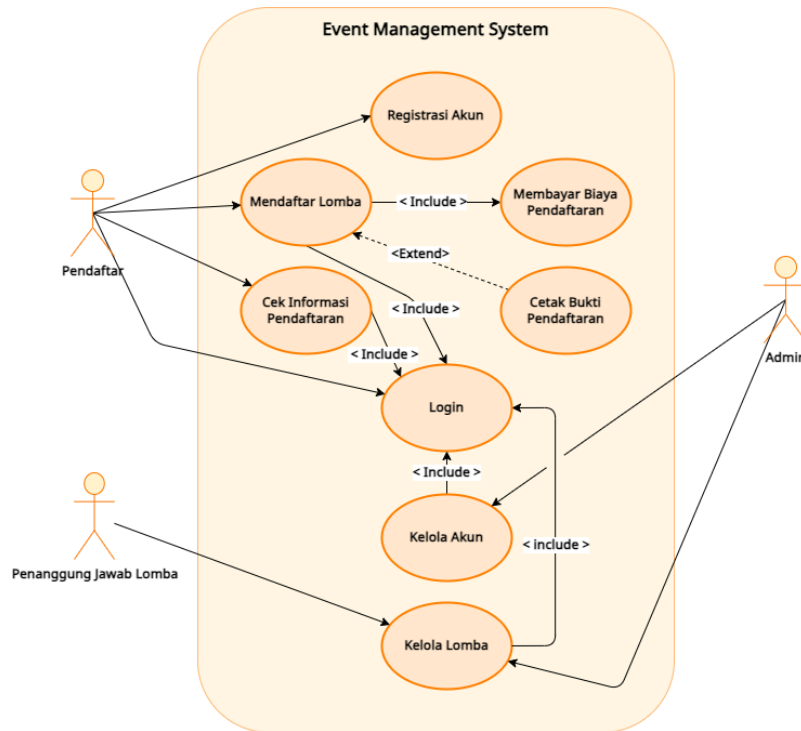 Event Management System
Registrasi Akun
Mendaftar Lomba
< Include >
Membayar Biaya
Pendaftaran
<Extend>
Pendaftar
Cek Informasi
Pendaftaran
< Include >
Cetak Bukti
Pendaftaran
Admin
< Include >
Login
< Include >
Kelola Akun
< include >
Penanggung Jawab Lomba
Kelola Lomba